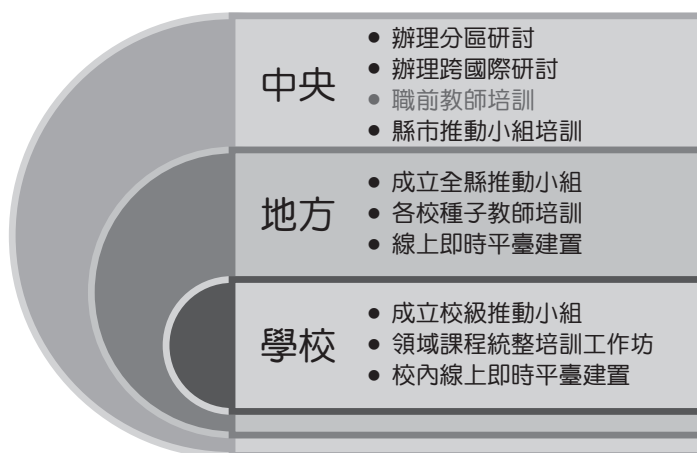 中央
● 辦理分區研討
● 辦理跨國際研討
● 職前教師培訓
● 縣市推動小組培訓
地方
● 成立全縣推動小組
● 各校種子教師培訓
● 線上即時平臺建置
學校
● 成立校級推動小組
● 領域課程統整培訓工作坊
● 校內線上即時平臺建置